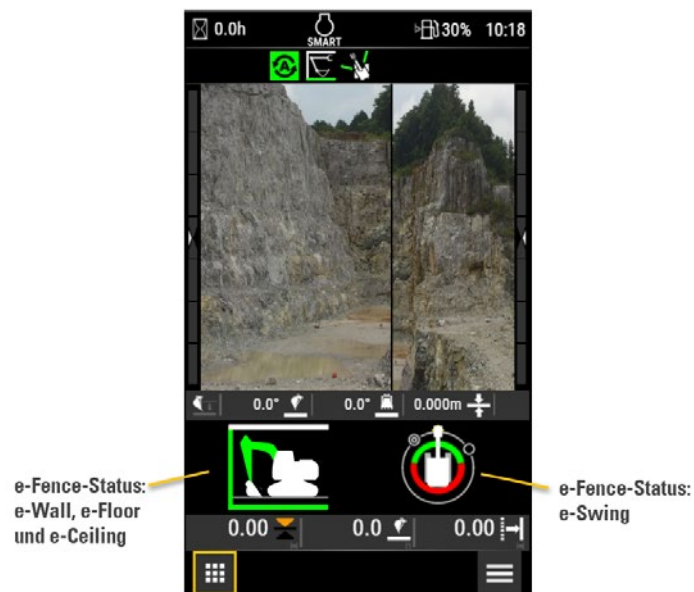 0.0h
SMART
30%
10:18
0.0°
0.0°
0.000m
e-Fence-Status:
e-Wall, e-Floor
und e-Ceiling
e-Fence-Status:
e-Swing
0.00
0.0
0.00